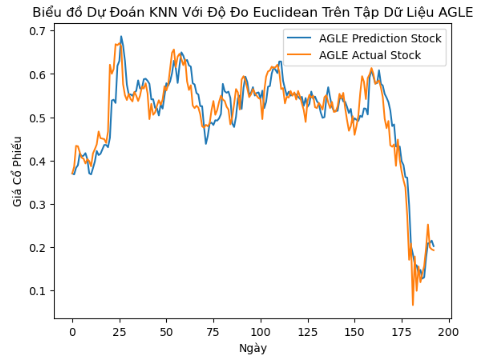 Biểu đồ Dự Đoán KNN Với Độ Đo Euclidean Trên Tập Dữ Liệu AGLE
0.7
0.6
0.5
0.4
0.3
0.2
0.1
Giá Cổ Phiếu
AGLE Prediction Stock
AGLE Actual Stock
0 25 50 75 100 125 150 175 200
Ngày